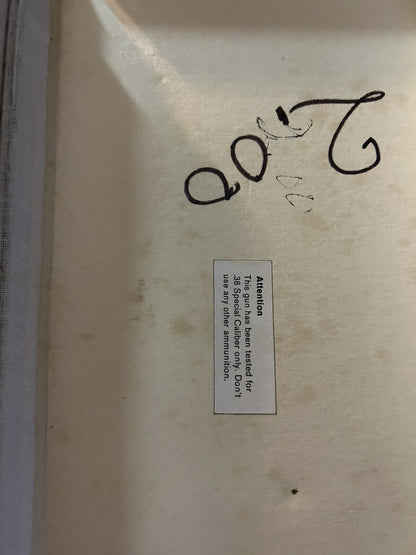 2.00
Attention
This gun has been tested for
.38 Special Caliber only. Don't
use any other ammunition.